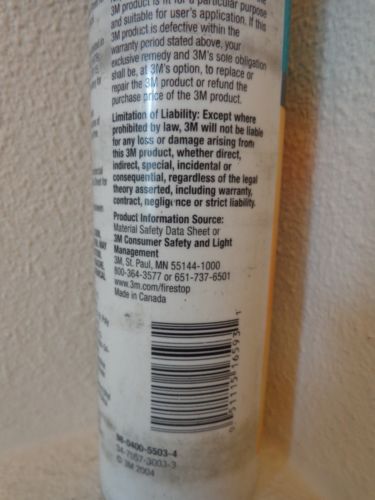 3M product is fit for a particular purpose
and suitable for user's application. If this
3M product is defective within the
warranty period stated above, your
exclusive remedy and 3M's sole obligation
shall be, at 3M's option, to replace or
repair the 3M product or refund the
purchase price of the 3M product.
Limitation of Liability: Except where
prohibited by law, 3M will not be liable
for any loss or damage arising from
this 3M product, whether direct,
indirect, special, incidental or
consequential, regardless of the legal
theory asserted, including warranty,
contract, negligence or strict liability.
Product Information Source:
Material Safety Data Sheet or
3M Consumer Safety and Light
Management
3M, St. Paul, MN 55144-1000
800-364-3577 or 651-737-6501
www.3m.com/firestop
Made in Canada
0 51115 16593 1
98-0400-5503-4
34-7057-3003-3
© 3M 2004